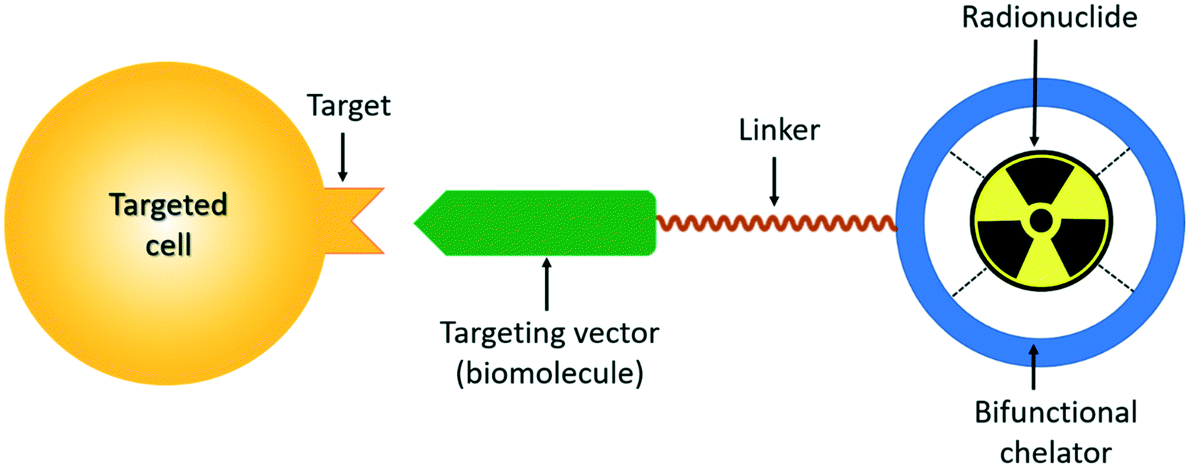 Radionuclide
Target
Linker
Targeted
cell
Targeting vector
(biomolecule)
Bifunctional
chelator